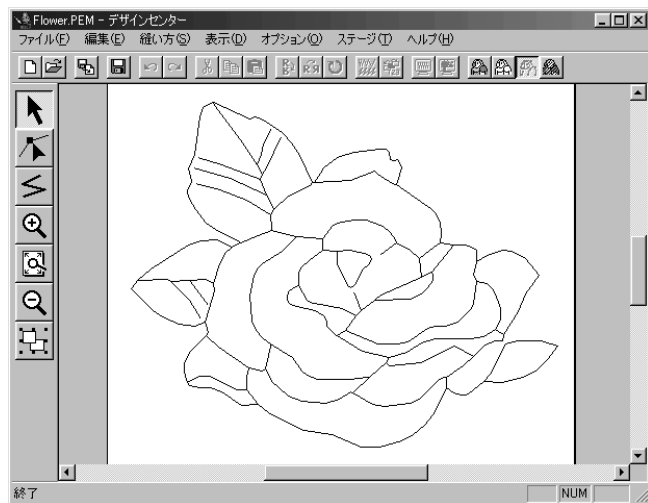 Flower.PEM - デザインセンター
ファイル(F) 編集(E) 縫い方(S) 表示(D) オプション(O) ステージ(T) ヘルプ(H)
終了 NUM